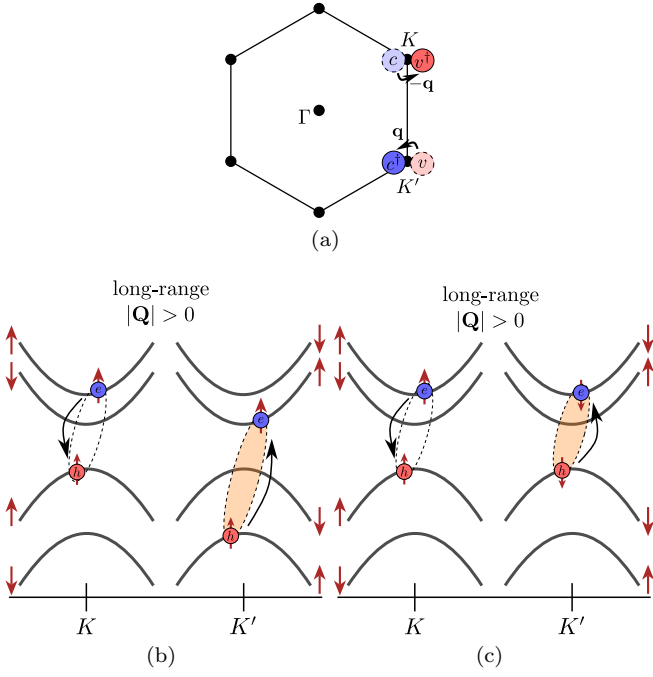 K
c v†
−q
Γ
q
c† v
K′
(a)
long-range
|Q| > 0
long-range
|Q| > 0
e
e
h
h
e
e
h
h
K
K′
K
K′
(b)
(c)